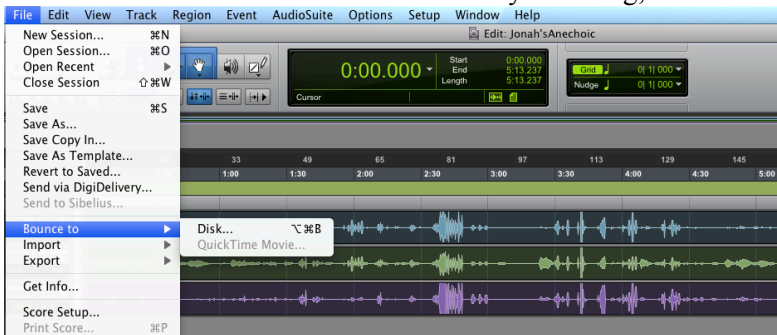 File Edit View Track Region Event AudioSuite Options Setup Window Help
Edit: Jonah'sAnechoic
New Session... ⌘N
Open Session... ⌘O
Open Recent ▶
Close Session ⇧⌘W
Save ⌘S
Save As...
Save Copy In...
Save As Template...
Revert to Saved...
Send via DigiDelivery...
Send to Sibelius...
Bounce to ▶
Import ▶
Export ▶
Get Info...
Score Setup...
Print Score... ⌘P
Disk... ⌥⌘B
QuickTime Movie...
0:00.000
Start 0:00.000
End 5:13.237
Length 5:13.237
Cursor
Grid 0| 1| 000
Nudge 0| 1| 000
33 49 65 81 97 113 129 145
1:00 1:30 2:00 2:30 3:00 3:30 4:00 4:30 5:00